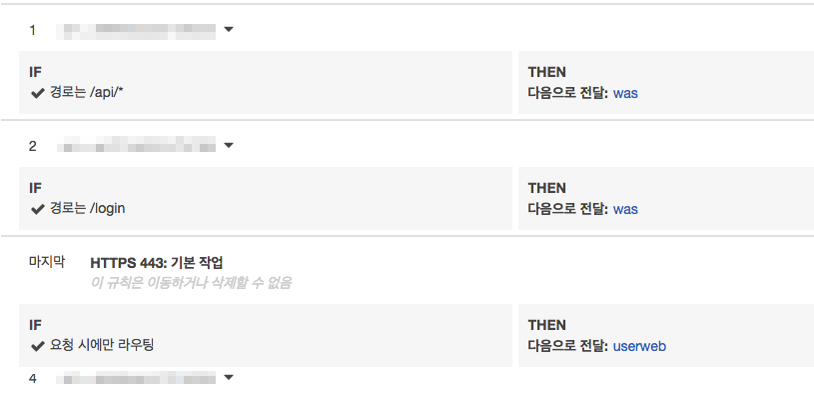 1
IF THEN
경로는 /api/* 다음으로 전달: was
2
IF THEN
경로는 /login 다음으로 전달: was
마지막 HTTPS 443: 기본 작업
이 규칙은 이동하거나 삭제할 수 없음
IF THEN
요청 시에만 라우팅 다음으로 전달: userweb
4